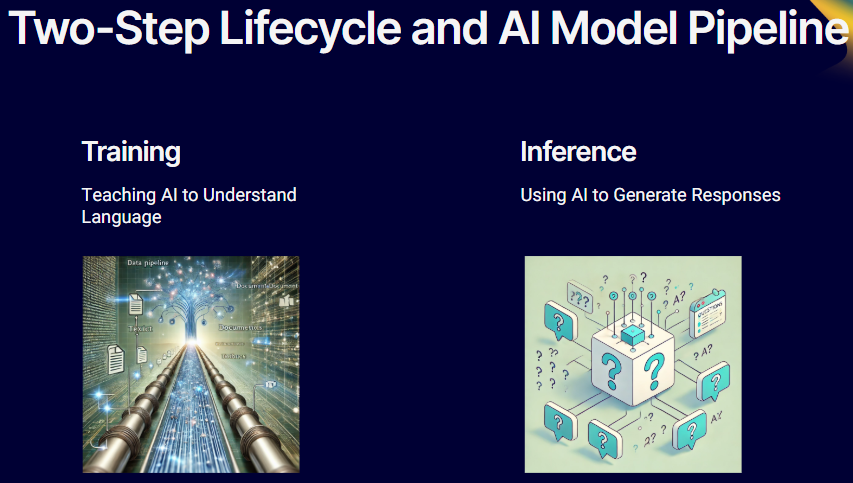 Two-Step Lifecycle and AI Model Pipeline
Training
Teaching AI to Understand
Language
Inference
Using AI to Generate Responses
Data pipeline
???
A?
? A?